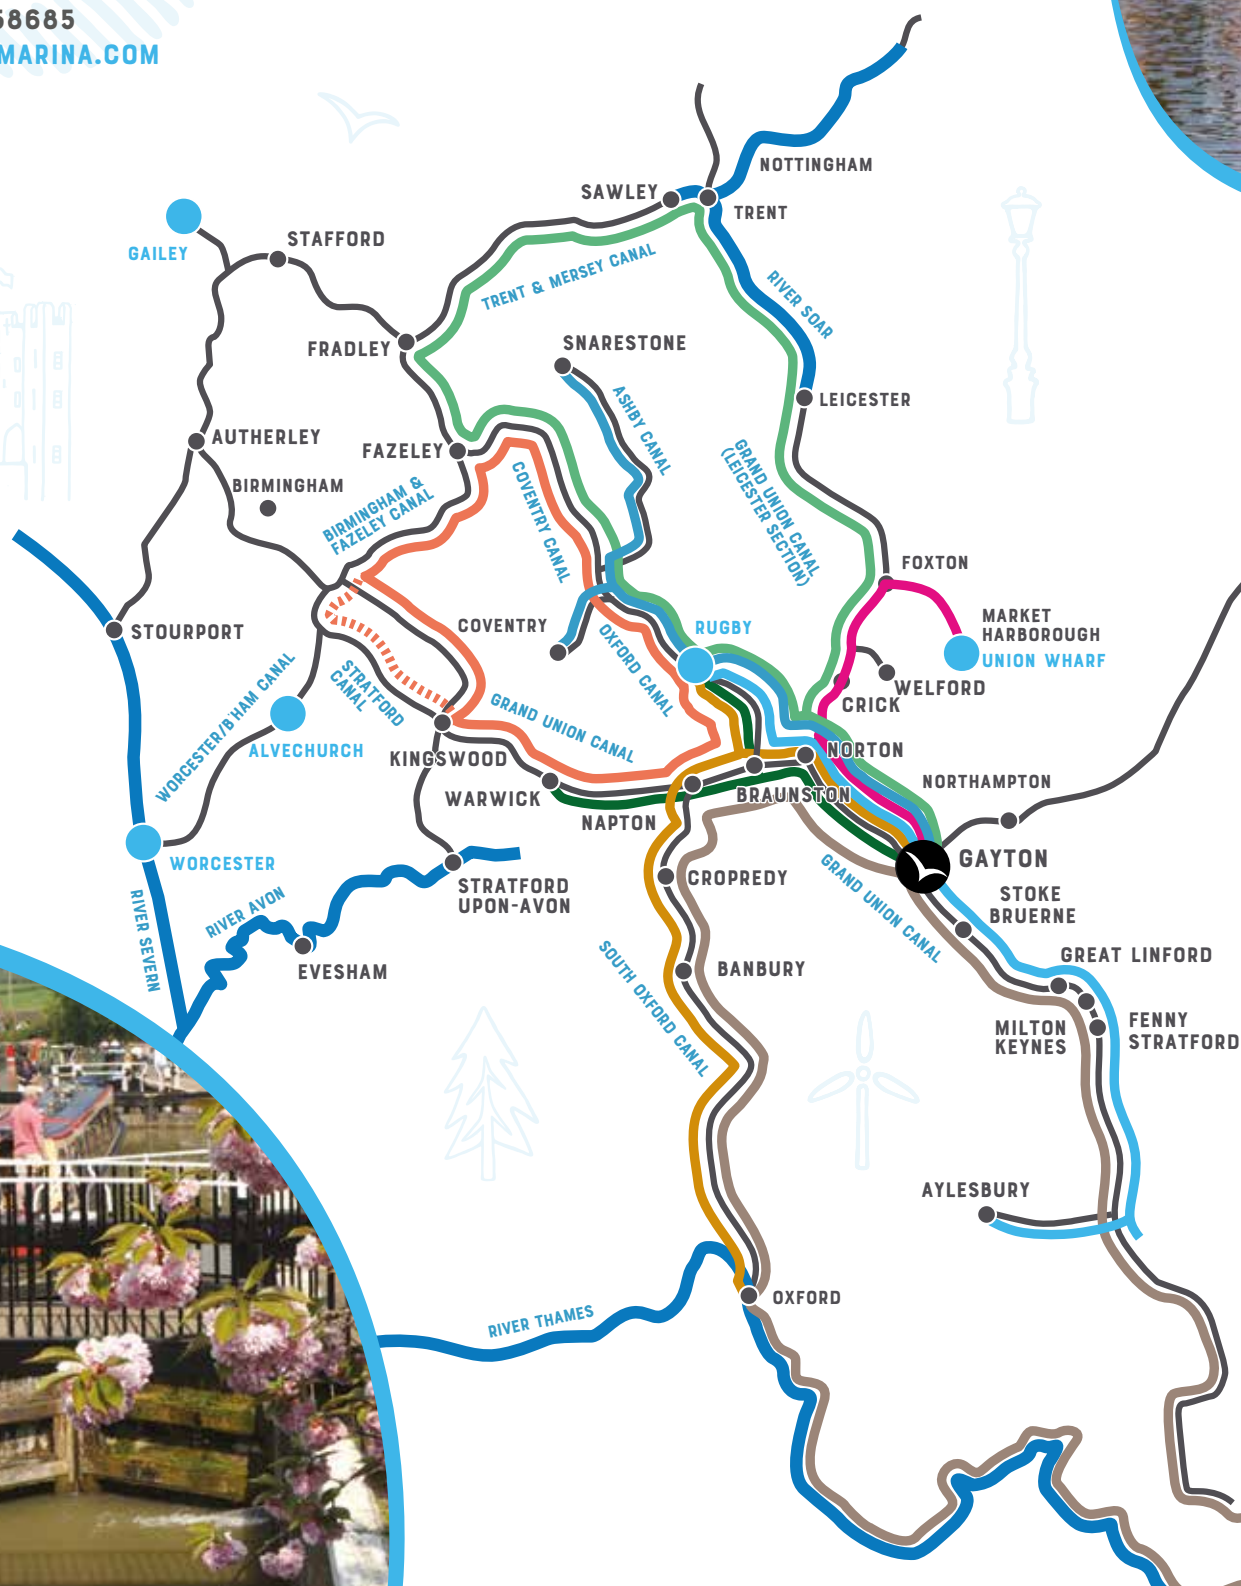 58685
MARINA.COM
NOTTINGHAM
SAWLEY
TRENT
STAFFORD
GAILEY
TRENT & MERSEY CANAL
RIVER SOAR
SNARESTONE
FRADLEY
ASHBY CANAL
LEICESTER
AUTHERLEY
FAZELEY
BIRMINGHAM
BIRMINGHAM &
FAZELEY CANAL
COVENTRY CANAL
GRAND UNION CANAL
(LEICESTER SECTION)
FOXTON
MARKET
HARBOROUGH
UNION WHARF
STOURPORT
COVENTRY
RUGBY
OXFORD CANAL
WELFORD
CRICK
WORCESTER/B'HAM CANAL
STRATFORD
CANAL
GRAND UNION CANAL
ALVECHURCH
KINGSWOOD
NORTON
NORTHAMPTON
WARWICK
BRAUNSTON
NAPTON
WORCESTER
GAYTON
CROPREDY
GRAND UNION CANAL
STRATFORD
UPON-AVON
STOKE
BRUERNE
RIVER AVON
RIVER SEVERN
EVESHAM
GREAT LINFORD
BANBURY
SOUTH OXFORD CANAL
MILTON
KEYNES
FENNY
STRATFORD
AYLESBURY
OXFORD
RIVER THAMES